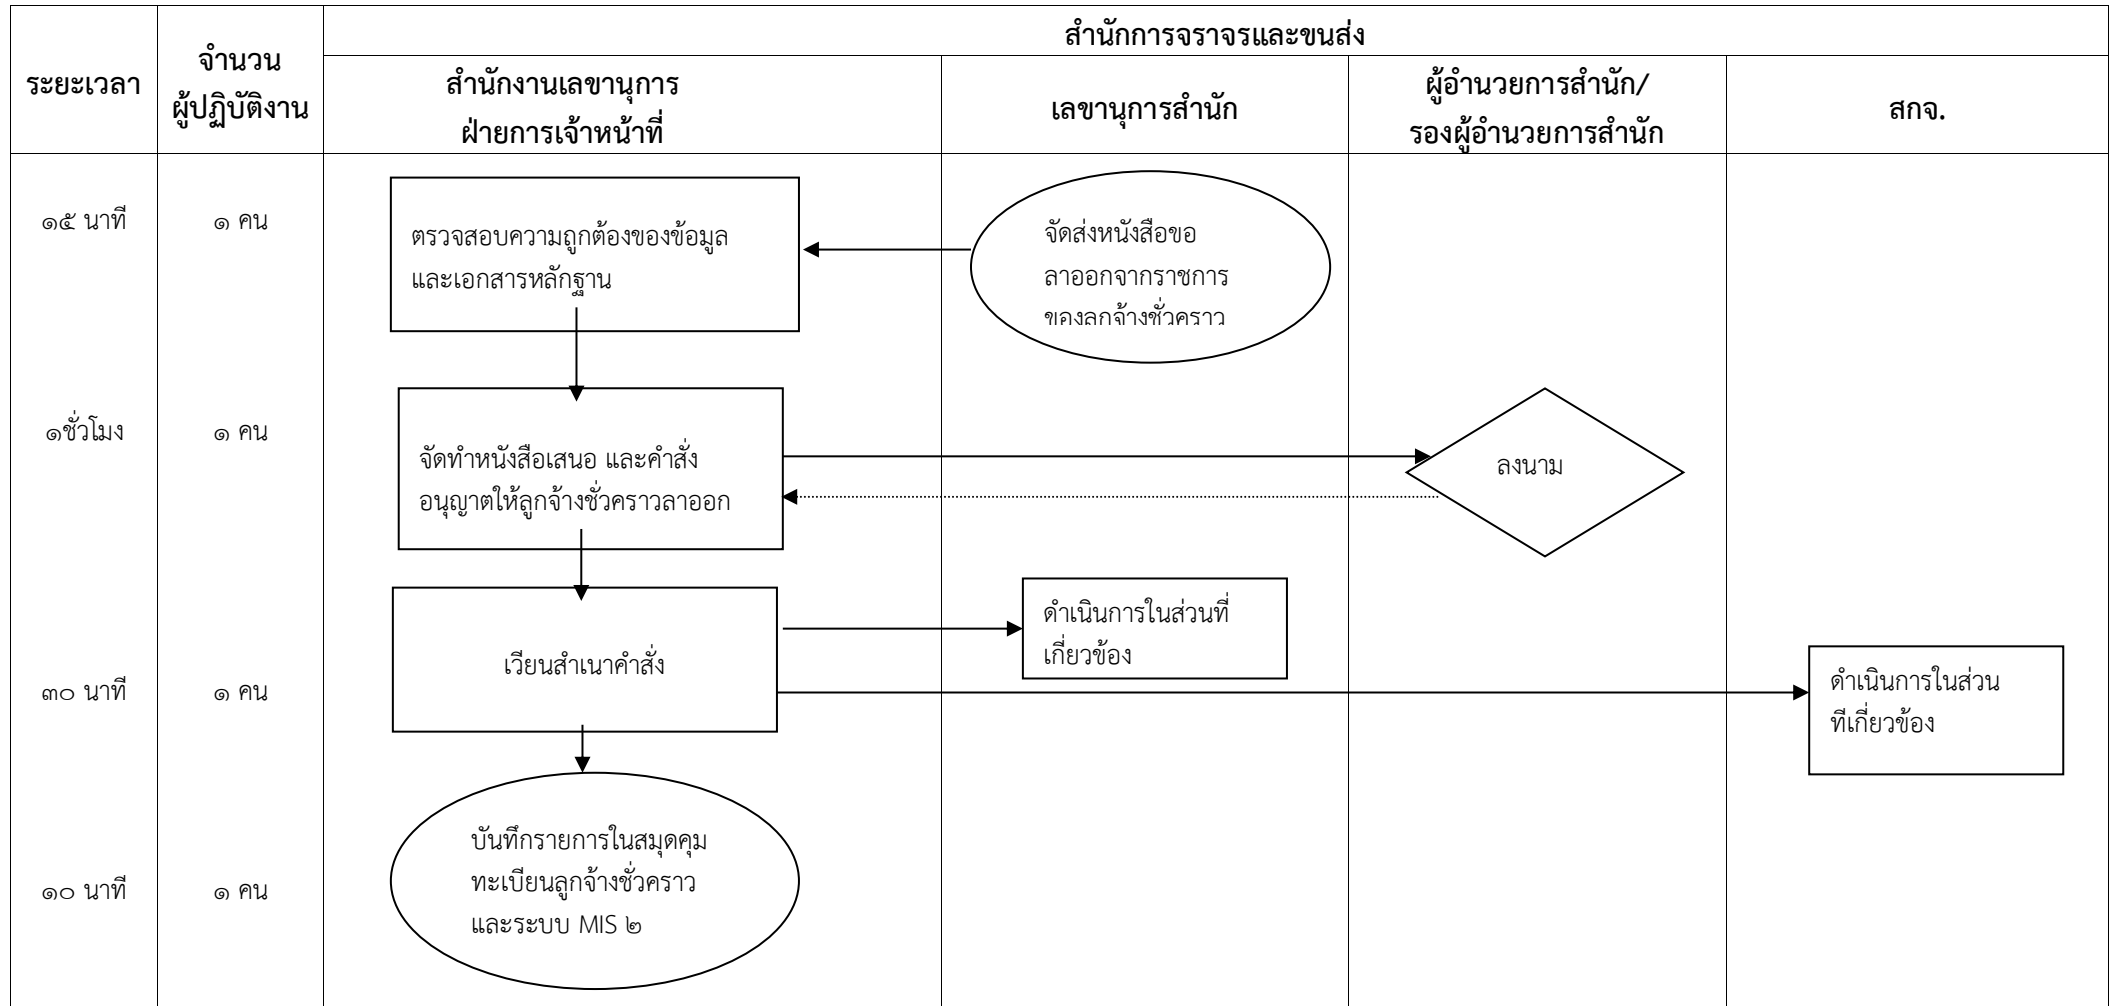 สำนักการจราจรและขนส่ง
ระยะเวลา
จำนวน
ผู้ปฏิบัติงาน
สำนักงานเลขานุการ
ฝ่ายการเจ้าหน้าที่
เลขานุการสำนัก
ผู้อำนวยการสำนัก/
รองผู้อำนวยการสำนัก
สกจ.
๑๕ นาที
๑ คน
ตรวจสอบความถูกต้องของข้อมูล
และเอกสารหลักฐาน
จัดส่งหนังสือขอ
ลาออกจากราชการ
ของลูกจ้างชั่วคราว
๑ชั่วโมง
๑ คน
จัดทำหนังสือเสนอ และคำสั่ง
อนุญาตให้ลูกจ้างชั่วคราวลาออก
ลงนาม
๓๐ นาที
๑ คน
เวียนสำเนาคำสั่ง
ดำเนินการในส่วนที่
เกี่ยวข้อง
ดำเนินการในส่วน
ทีเกี่ยวข้อง
๑๐ นาที
๑ คน
บันทึกรายการในสมุดคุม
ทะเบียนลูกจ้างชั่วคราว
และระบบ MIS ๒